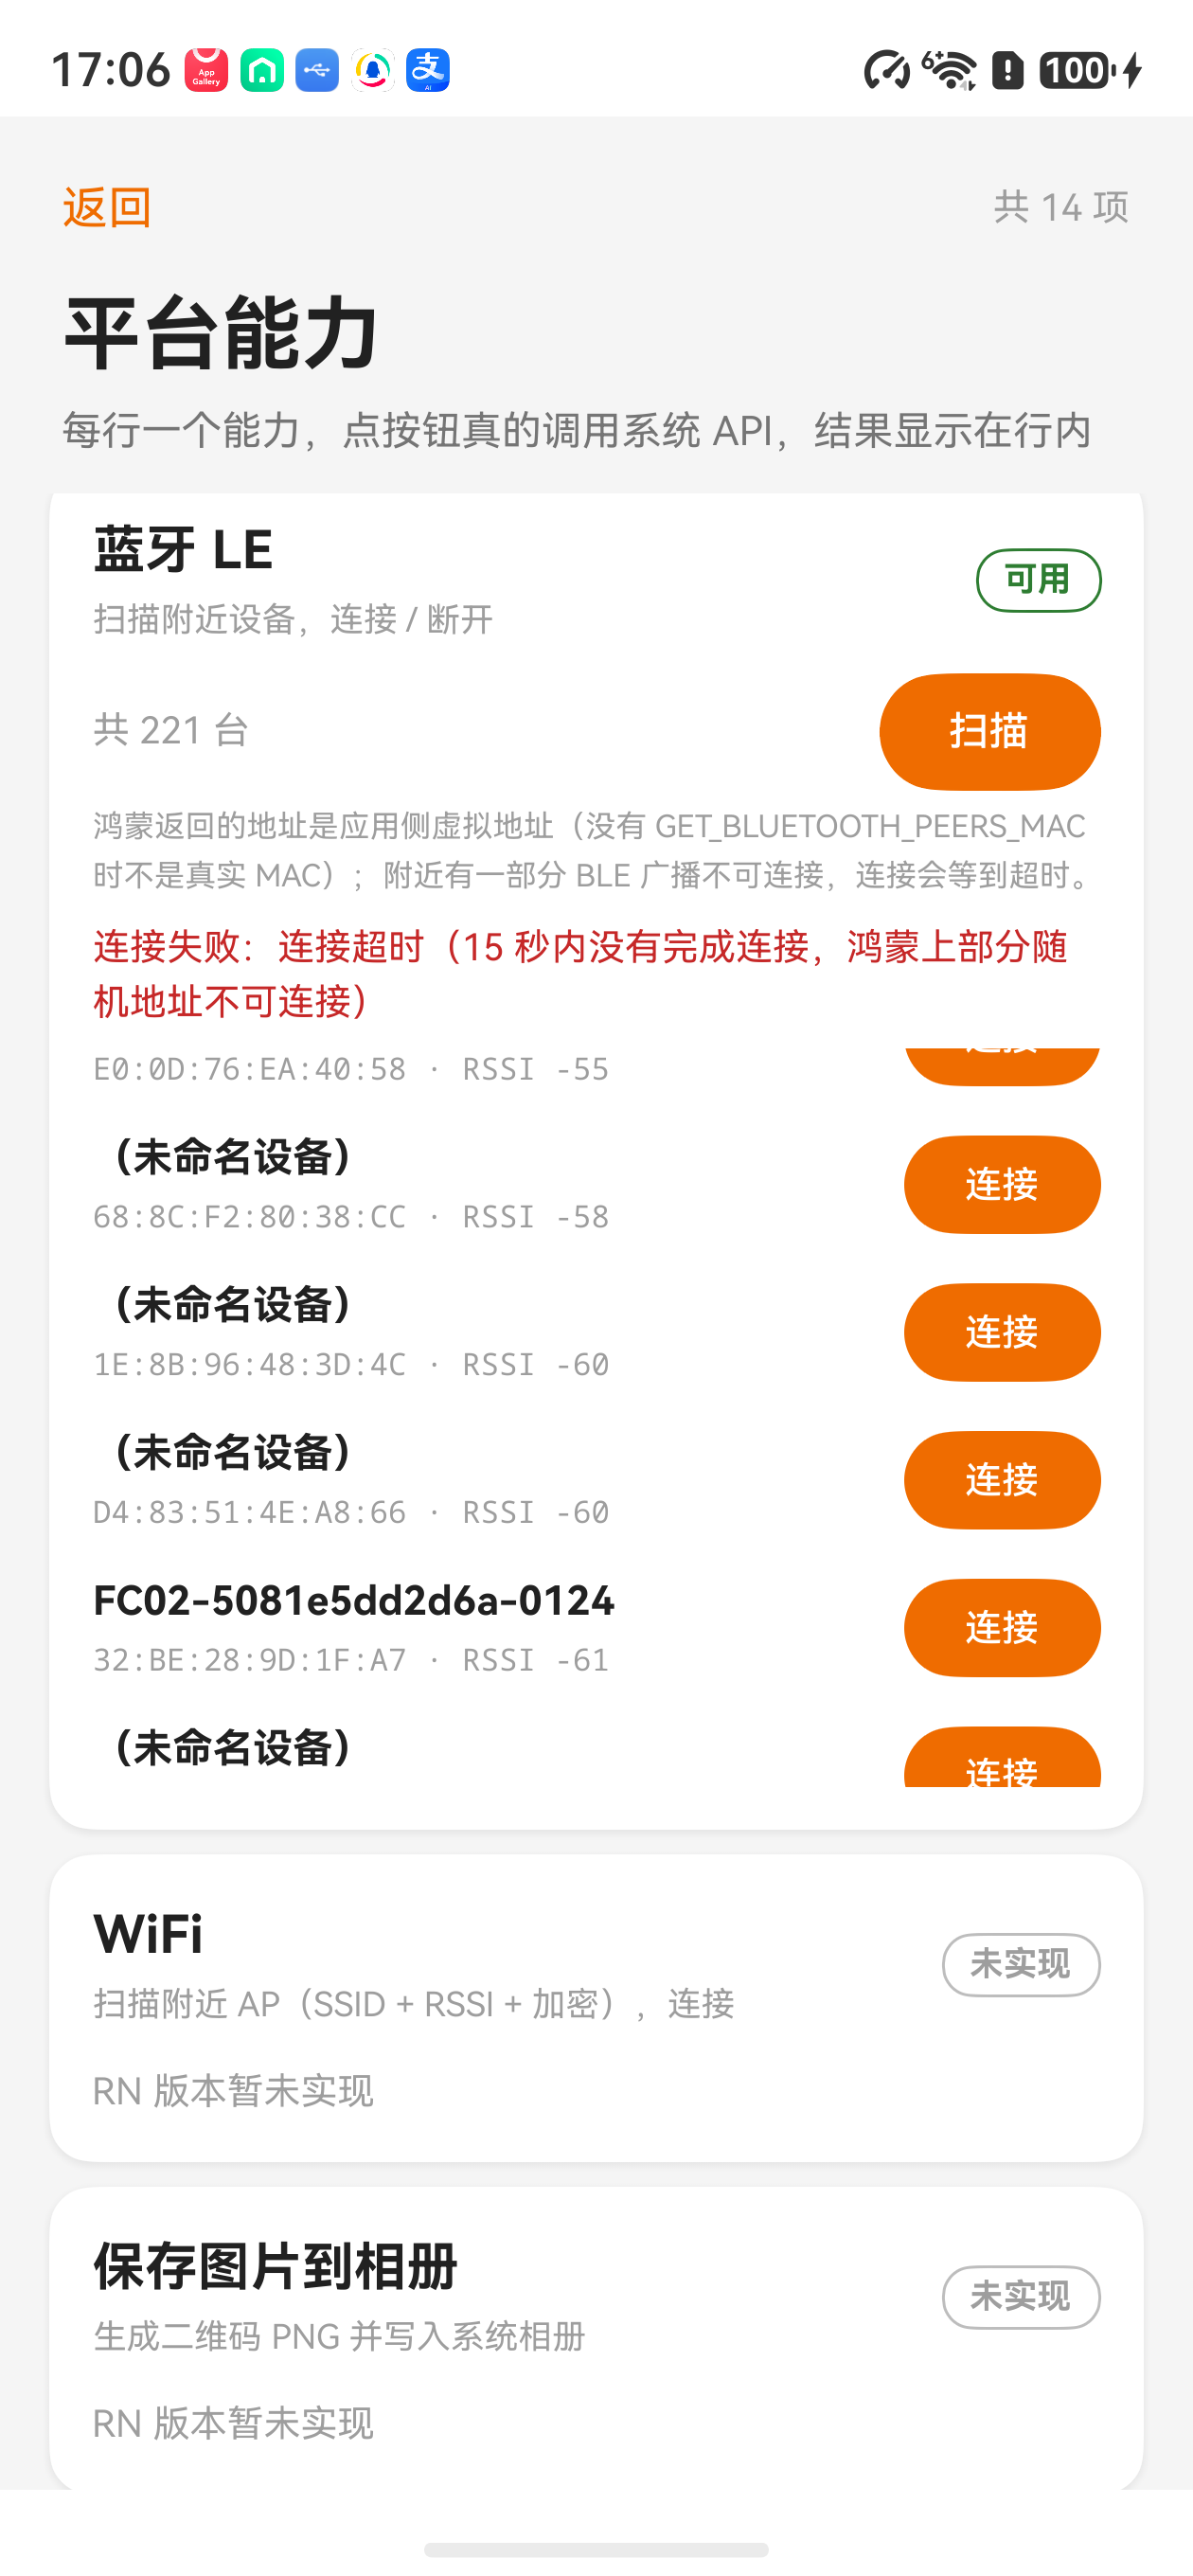 17:06
App
Gallery
支
AI
6+
100
返回
共 14 项
平台能力
每行一个能力，点按钮真的调用系统 API，结果显示在行内
蓝牙 LE
可用
扫描附近设备，连接 / 断开
共 221 台
扫描
鸿蒙返回的地址是应用侧虚拟地址（没有 GET_BLUETOOTH_PEERS_MAC
时不是真实 MAC）；附近有一部分 BLE 广播不可连接，连接会等到超时。
连接失败：连接超时（15 秒内没有完成连接，鸿蒙上部分随
机地址不可连接）
连接
E0:0D:76:EA:40:58 · RSSI -55
（未命名设备）
连接
68:8C:F2:80:38:CC · RSSI -58
（未命名设备）
连接
1E:8B:96:48:3D:4C · RSSI -60
（未命名设备）
连接
D4:83:51:4E:A8:66 · RSSI -60
FC02-5081e5dd2d6a-0124
连接
32:BE:28:9D:1F:A7 · RSSI -61
（未命名设备）
连接
WiFi
未实现
扫描附近 AP（SSID + RSSI + 加密），连接
RN 版本暂未实现
保存图片到相册
未实现
生成二维码 PNG 并写入系统相册
RN 版本暂未实现